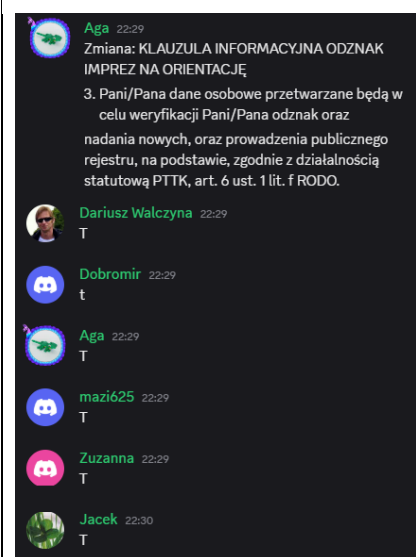 Aga 22:29
Zmiana: KLAUZULA INFORMACYJNA ODZNAK
IMPREZ NA ORIENTACJĘ
3. Pani/Pana dane osobowe przetwarzane będą w
celu weryfikacji Pani/Pana odznak oraz
nadania nowych, oraz prowadzenia publicznego
rejestru, na podstawie, zgodnie z działalnością
statutową PTTK, art. 6 ust. 1 lit. f RODO.
Dariusz Walczyna 22:29
T
Dobromir 22:29
t
Aga 22:29
T
mazi625 22:29
T
Zuzanna 22:29
T
Jacek 22:30
T